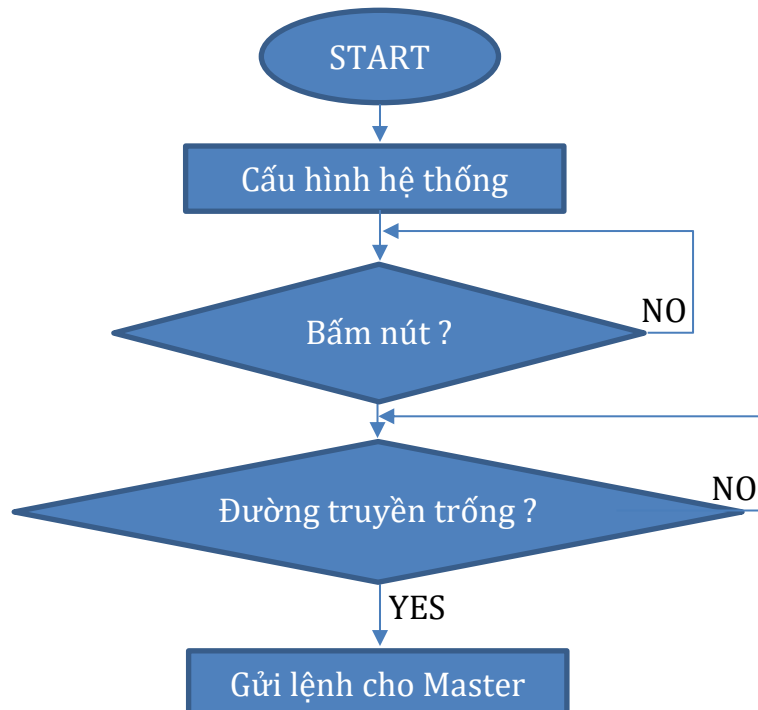 START
Cấu hình hệ thống
NO
Bấm nút ?
NO
Đường truyền trống ?
YES
Gửi lệnh cho Master